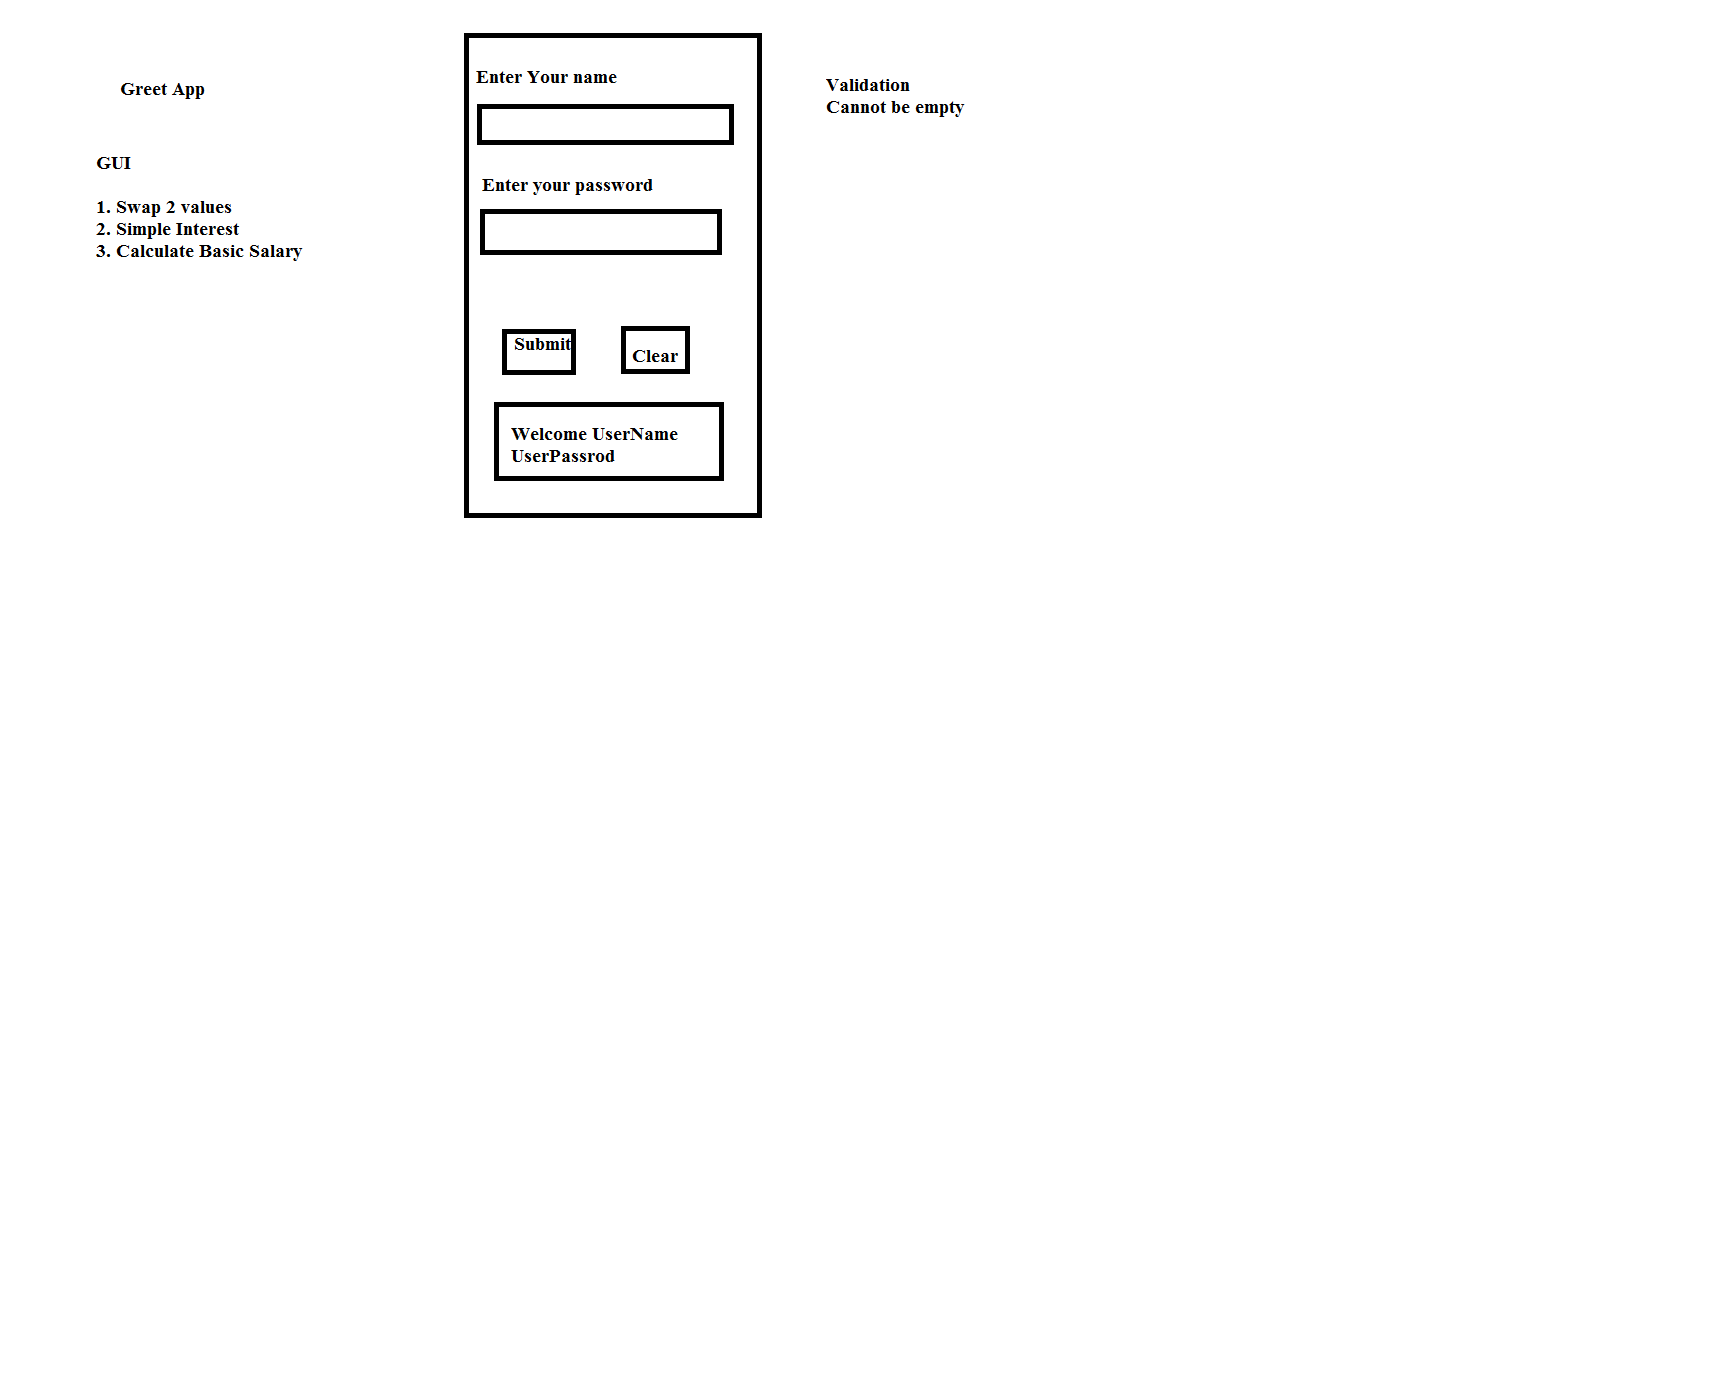 Greet App
GUI
1. Swap 2 values
2. Simple Interest
3. Calculate Basic Salary
Enter Your name
Enter your password
Submit
Clear
Welcome UserName
UserPassrod
Validation
Cannot be empty